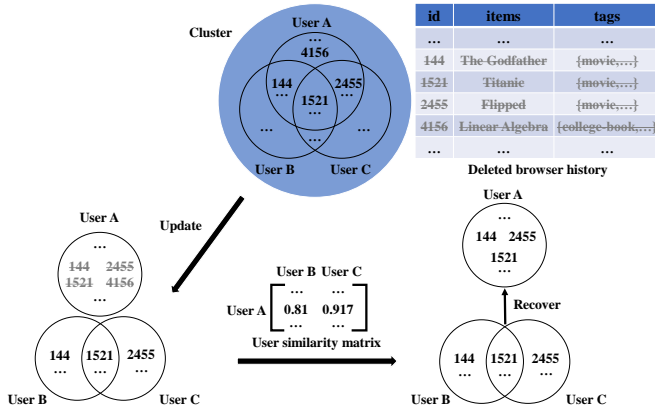 User A
Cluster
...
4156
144
...
2455
...
1521
...
...
...
...
User B
User C
id items tags
... ... ...
144 The Godfather {movie,...}
1521 Titanic {movie,...}
2455 Flipped {movie,...}
4156 Linear Algebra {college-book,...}
... ... ...
Deleted browser history
Update
User A
...
144 2455
1521 4156
...
144
...
1521
...
2455
...
User B
User C
User B User C
... ...
User A 0.81 0.917
... ...
User similarity matrix
User A
...
144 2455
1521
...
Recover
144
...
1521
...
2455
...
User B
User C